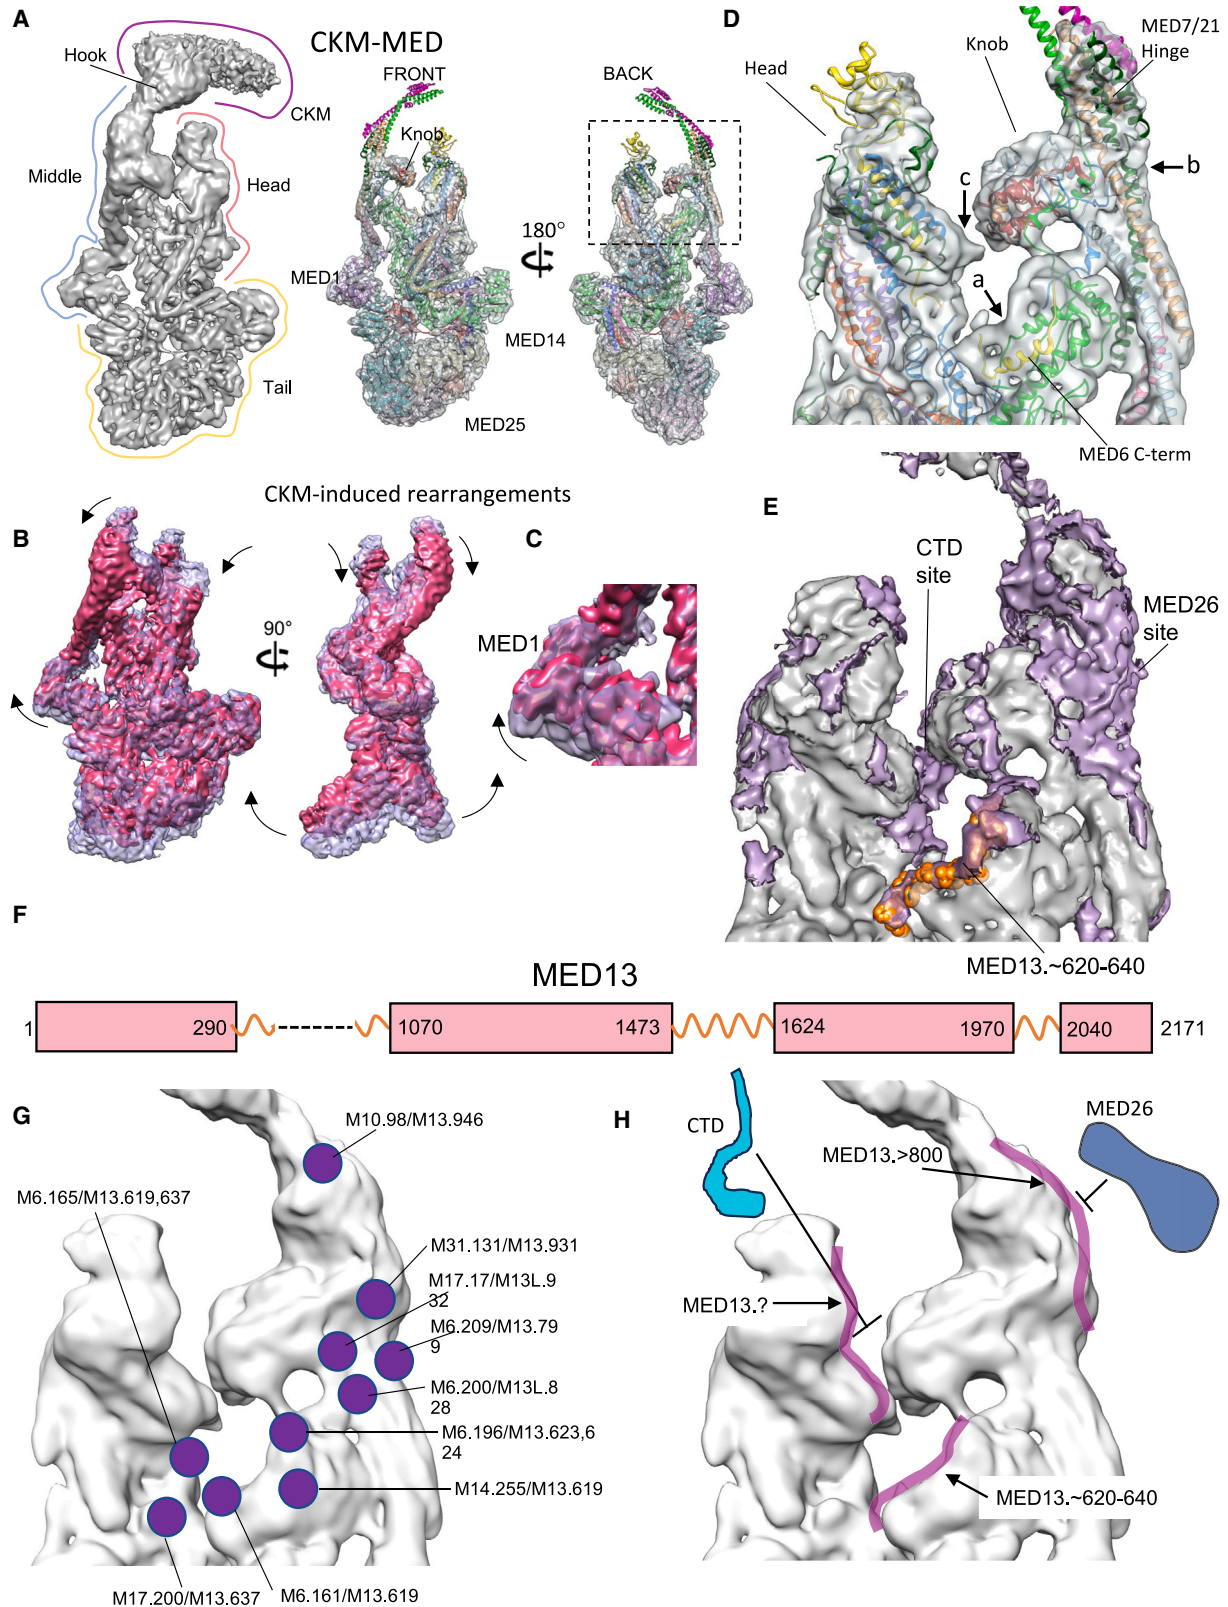 A
CKM-MED
Hook
CKM
Middle
Head
Tail
FRONT
Knob
MED1
MED14
MED25
180°
BACK
D
Head
Knob
MED7/21
Hinge
b
c
a
MED6 C-term
CKM-induced rearrangements
B
90°
C
MED1
E
CTD
site
MED26
site
MED13.~620-640
F
MED13
1
290
1070
1473
1624
1970
2040
2171
G
M10.98/M13.946
M6.165/M13.619,637
M31.131/M13.931
M17.17/M13L.9
32
M6.209/M13.79
9
M6.200/M13L.8
28
M6.196/M13.623,6
24
M14.255/M13.619
M17.200/M13.637
M6.161/M13.619
H
CTD
MED26
MED13.>800
MED13.?
MED13.~620-640